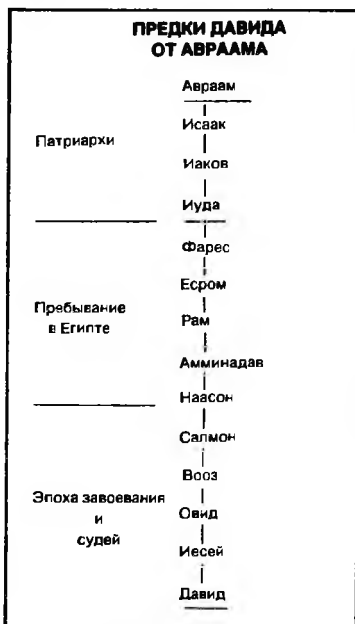 ПРЕДКИ ДАВИДА
ОТ АВРААМА
Авраам
Исаак
Патриархи
Иаков
Иуда
Фарес
Есром
Пребывание
в Египте
Рам
Амминадав
Наасон
Салмон
Вооз
Эпоха завоевания
и
судей
Овид
Иесей
Давид